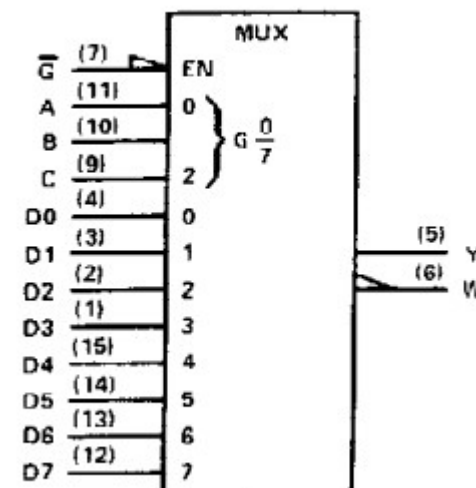 MUX
G̅ (7) EN
A (11) 0
B (10) G 0/7
C (9) 2
D0 (4) 0
D1 (3) 1 (5) Y
D2 (2) 2 (6)
D3 (1) 3
D4 (15) 4
D5 (14) 5
D6 (13) 6
D7 (12) 7